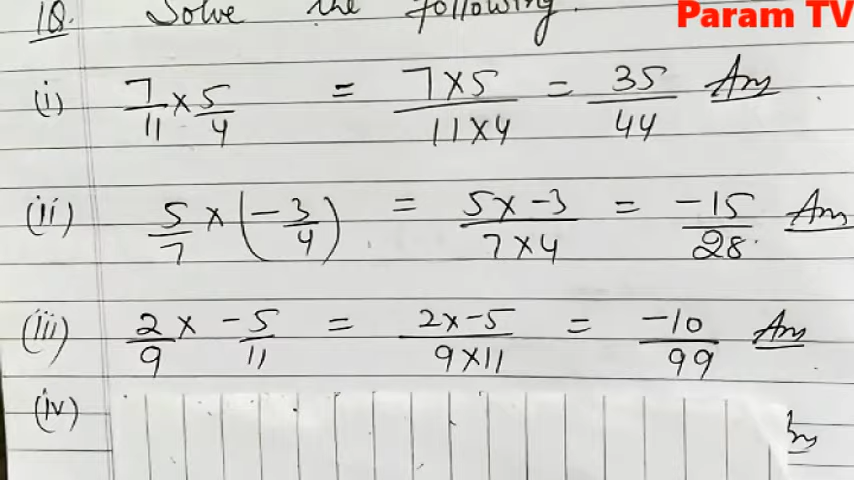 Param TV
1Q. Solve the following.
(i) 7/11 × 5/4 = 7×5/11×4 = 35/44 Ans
(ii) 5/7 × (-3/4) = 5×-3/7×4 = -15/28. Ans
(iii) 2/9 × -5/11 = 2×-5/9×11 = -10/99 Ans
(iv)